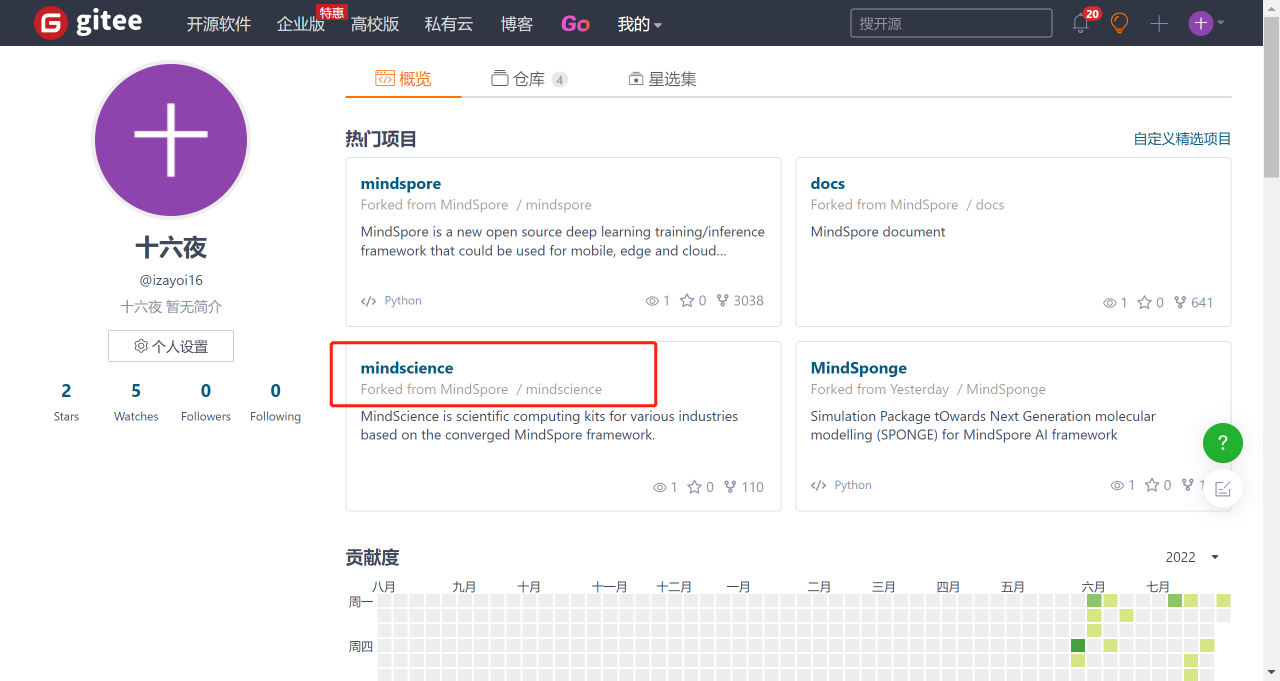 gitee 开源软件 企业版 特惠 高校版 私有云 博客 Go 我的 搜开源 20
概览 仓库 4 星选集
十六夜
@izayoi16
十六夜 暂无简介
个人设置
2 5 0 0
Stars Watches Followers Following
热门项目 自定义精选项目
mindspore
Forked from MindSpore / mindspore
MindSpore is a new open source deep learning training/inference
framework that could be used for mobile, edge and cloud...
Python 1 0 3038
docs
Forked from MindSpore / docs
MindSpore document
1 0 641
mindscience
Forked from MindSpore / mindscience
MindScience is scientific computing kits for various industries
based on the converged MindSpore framework.
1 0 110
MindSponge
Forked from Yesterday / MindSponge
Simulation Package tOwards Next Generation molecular
modelling (SPONGE) for MindSpore AI framework
Python 1 0
?
贡献度 2022
八月 九月 十月 十一月 十二月 一月 二月 三月 四月 五月 六月 七月
周一
周四